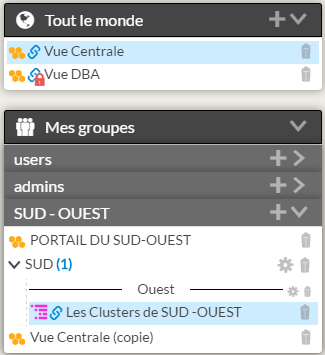 Tout le monde
Vue Centrale
Vue DBA
Mes groupes
users
admins
SUD - OUEST
PORTAIL DU SUD-OUEST
SUD (1)
Ouest
Les Clusters de SUD -OUEST
Vue Centrale (copie)